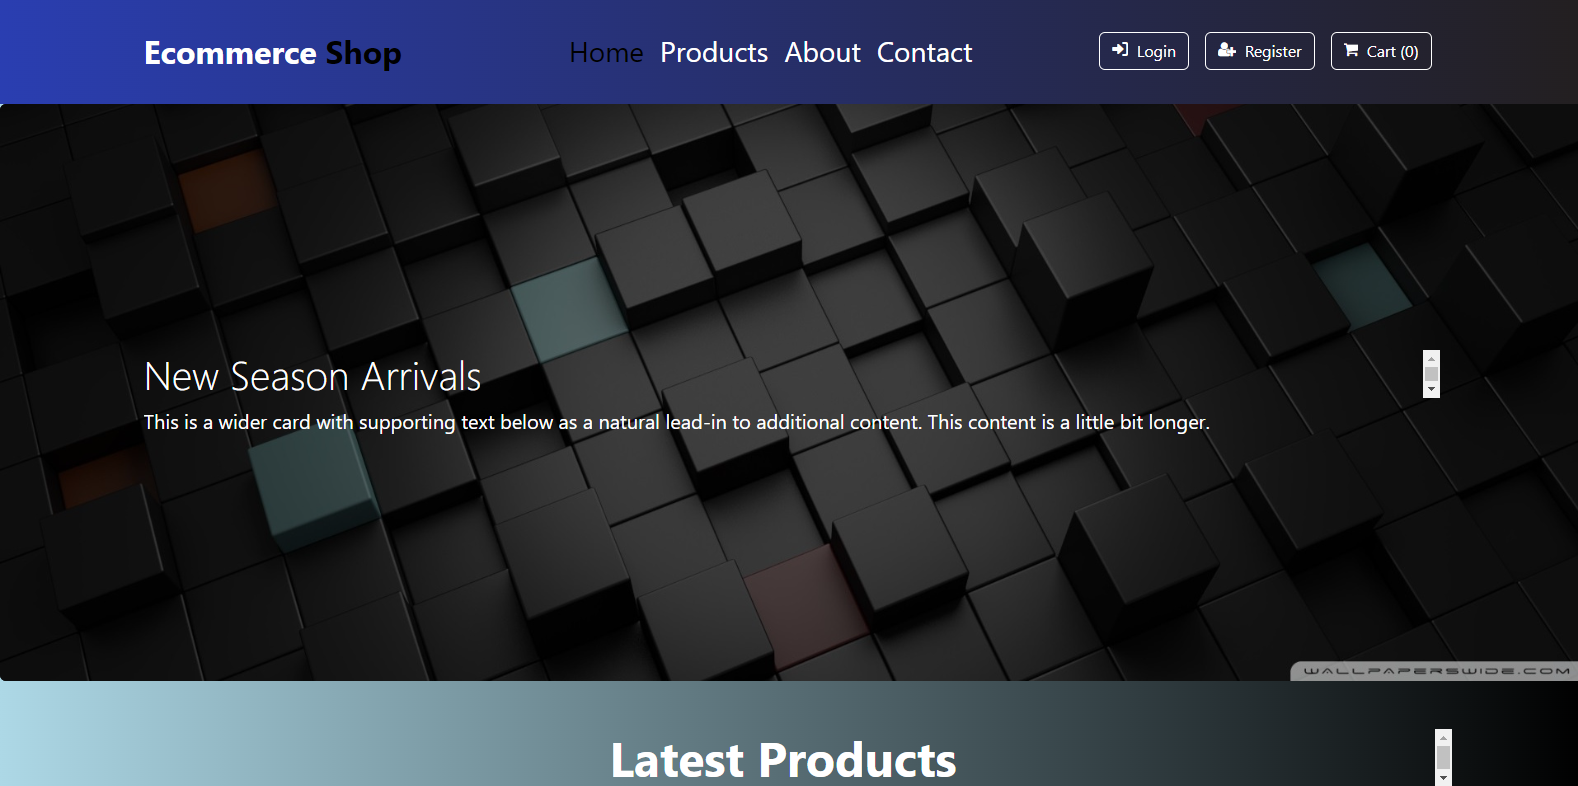 Ecommerce Shop
Home Products About Contact
Login Register Cart (0)
New Season Arrivals
This is a wider card with supporting text below as a natural lead-in to additional content. This content is a little bit longer.
WALLPAPERSWIDE.COM
Latest Products